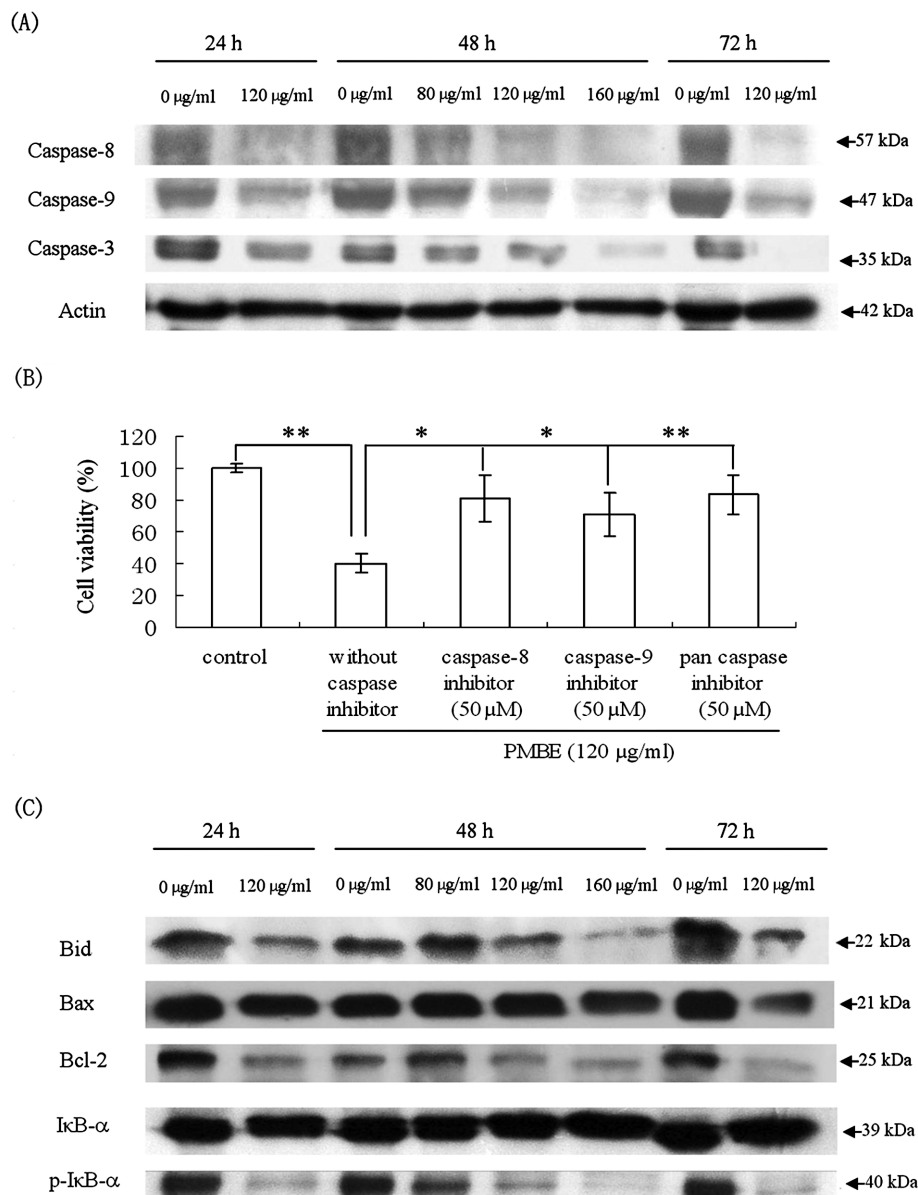 (A)
24 h 48 h 72 h
0 μg/ml 120 μg/ml 0 μg/ml 80 μg/ml 120 μg/ml 160 μg/ml 0 μg/ml 120 μg/ml
Caspase-8 57 kDa
Caspase-9 47 kDa
Caspase-3 35 kDa
Actin 42 kDa
(B)
Cell viability (%)
120
100
80
60
40
20
0
** * * **
control without caspase inhibitor caspase-8 inhibitor (50 μM) caspase-9 inhibitor (50 μM) pan caspase inhibitor (50 μM)
PMBE (120 μg/ml)
(C)
24 h 48 h 72 h
0 μg/ml 120 μg/ml 0 μg/ml 80 μg/ml 120 μg/ml 160 μg/ml 0 μg/ml 120 μg/ml
Bid 22 kDa
Bax 21 kDa
Bcl-2 25 kDa
IκB-α 39 kDa
p-IκB-α 40 kDa